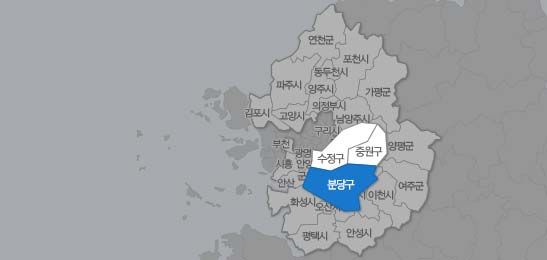 연천군
포천시
동두천시
파주시
양주시
가평군
의정부시
김포시
고양시
남양주시
구리시
부천
광명
수정구
중원구
양평군
시흥
안양
군
분당구
안산
이천시
여주군
화성시
오산
시
평택시
안성시